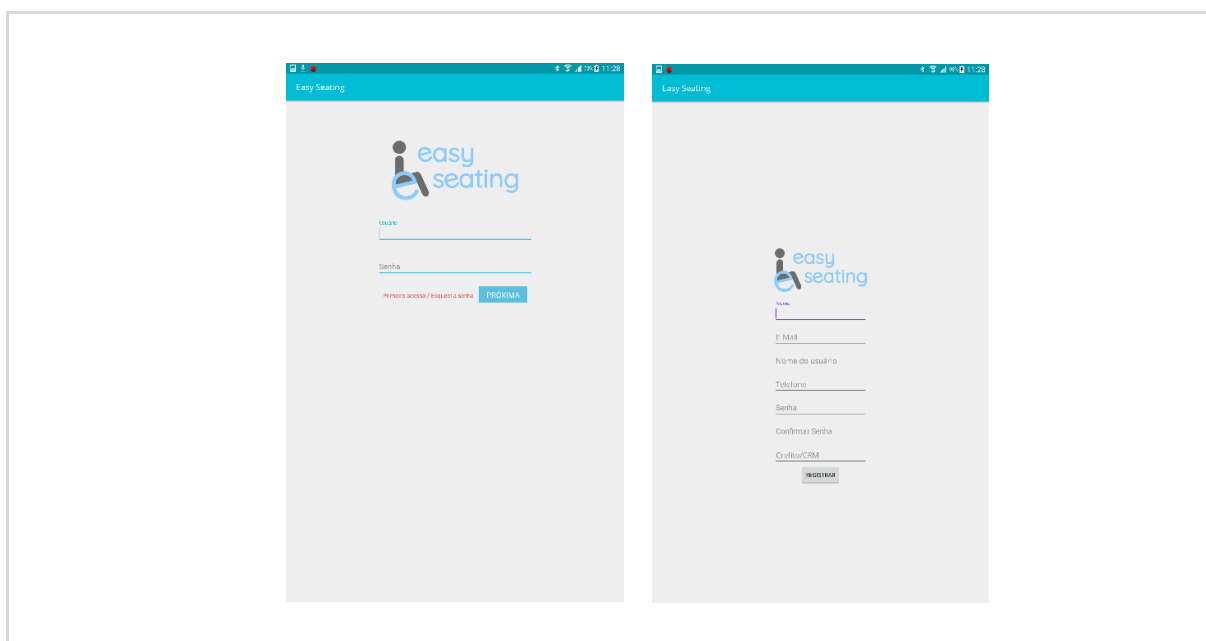 11:28
Easy Seating
easy
seating
Usuário
Senha
Primeiro acesso / Esqueci a senha
PRÓXIMA
11:28
Easy Seating
easy
seating
E-Mail
Nome do usuário
Telefone
Senha
Confirmar Senha
Crefito/CRM
REGISTRAR